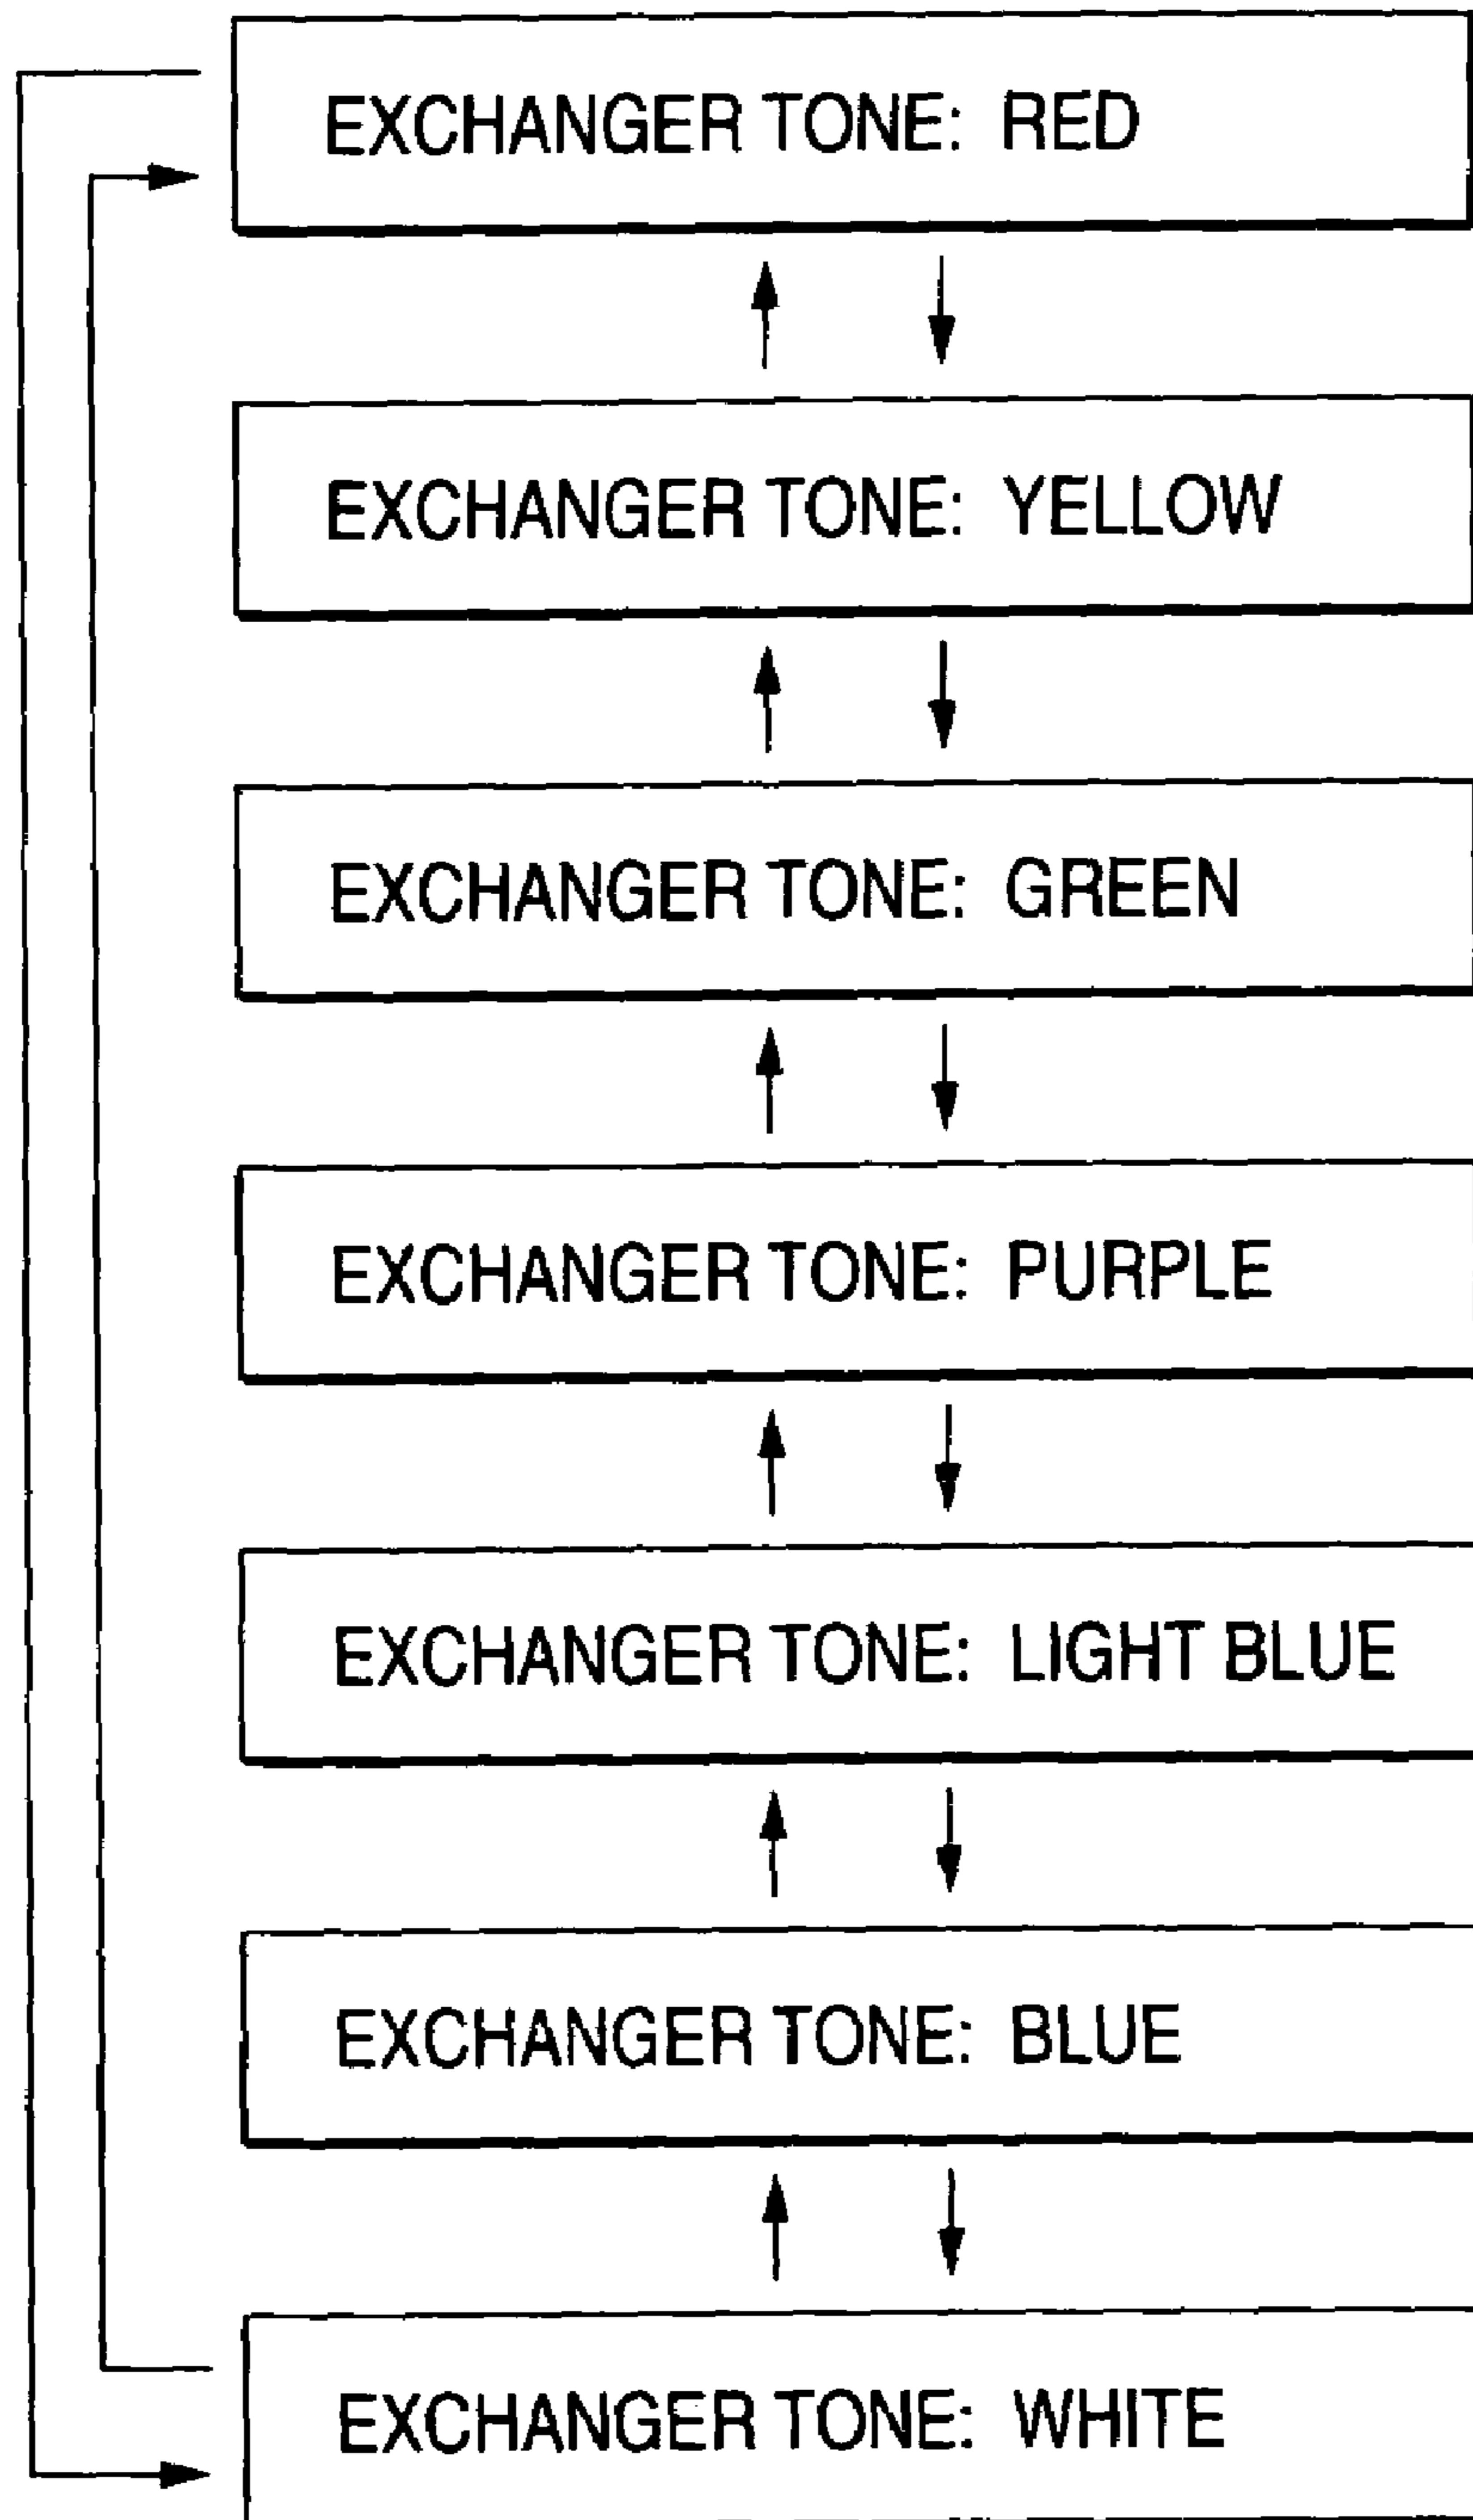 EXCHANGER TONE: RED
EXCHANGER TONE: YELLOW
EXCHANGER TONE: GREEN
EXCHANGER TONE: PURPLE
EXCHANGER TONE: LIGHT BLUE
EXCHANGER TONE: BLUE
EXCHANGER TONE: WHITE